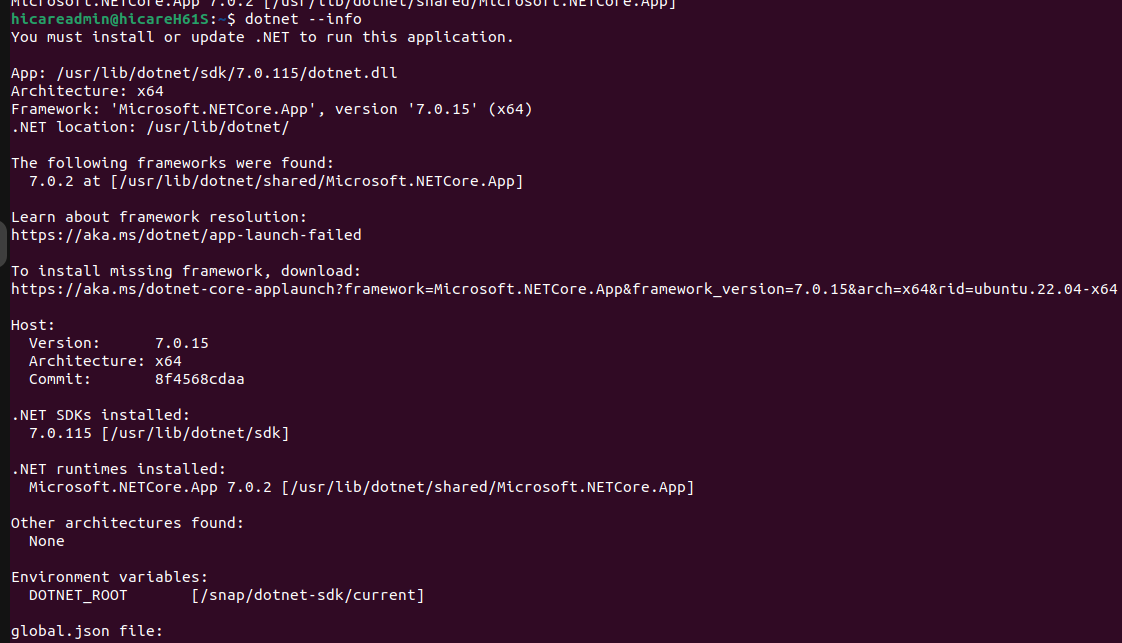 Microsoft.NETCore.App 7.0.2 [/usr/lib/dotnet/shared/Microsoft.NETCore.App]
hicareadmin@hicareH61S:~$ dotnet --info
You must install or update .NET to run this application.
App: /usr/lib/dotnet/sdk/7.0.115/dotnet.dll
Architecture: x64
Framework: 'Microsoft.NETCore.App', version '7.0.15' (x64)
.NET location: /usr/lib/dotnet/
The following frameworks were found:
7.0.2 at [/usr/lib/dotnet/shared/Microsoft.NETCore.App]
Learn about framework resolution:
https://aka.ms/dotnet/app-launch-failed
To install missing framework, download:
https://aka.ms/dotnet-core-applaunch?framework=Microsoft.NETCore.App&framework_version=7.0.15&arch=x64&rid=ubuntu.22.04-x64
Host:
Version: 7.0.15
Architecture: x64
Commit: 8f4568cdaa
.NET SDKs installed:
7.0.115 [/usr/lib/dotnet/sdk]
.NET runtimes installed:
Microsoft.NETCore.App 7.0.2 [/usr/lib/dotnet/shared/Microsoft.NETCore.App]
Other architectures found:
None
Environment variables:
DOTNET_ROOT [/snap/dotnet-sdk/current]
global.json file: